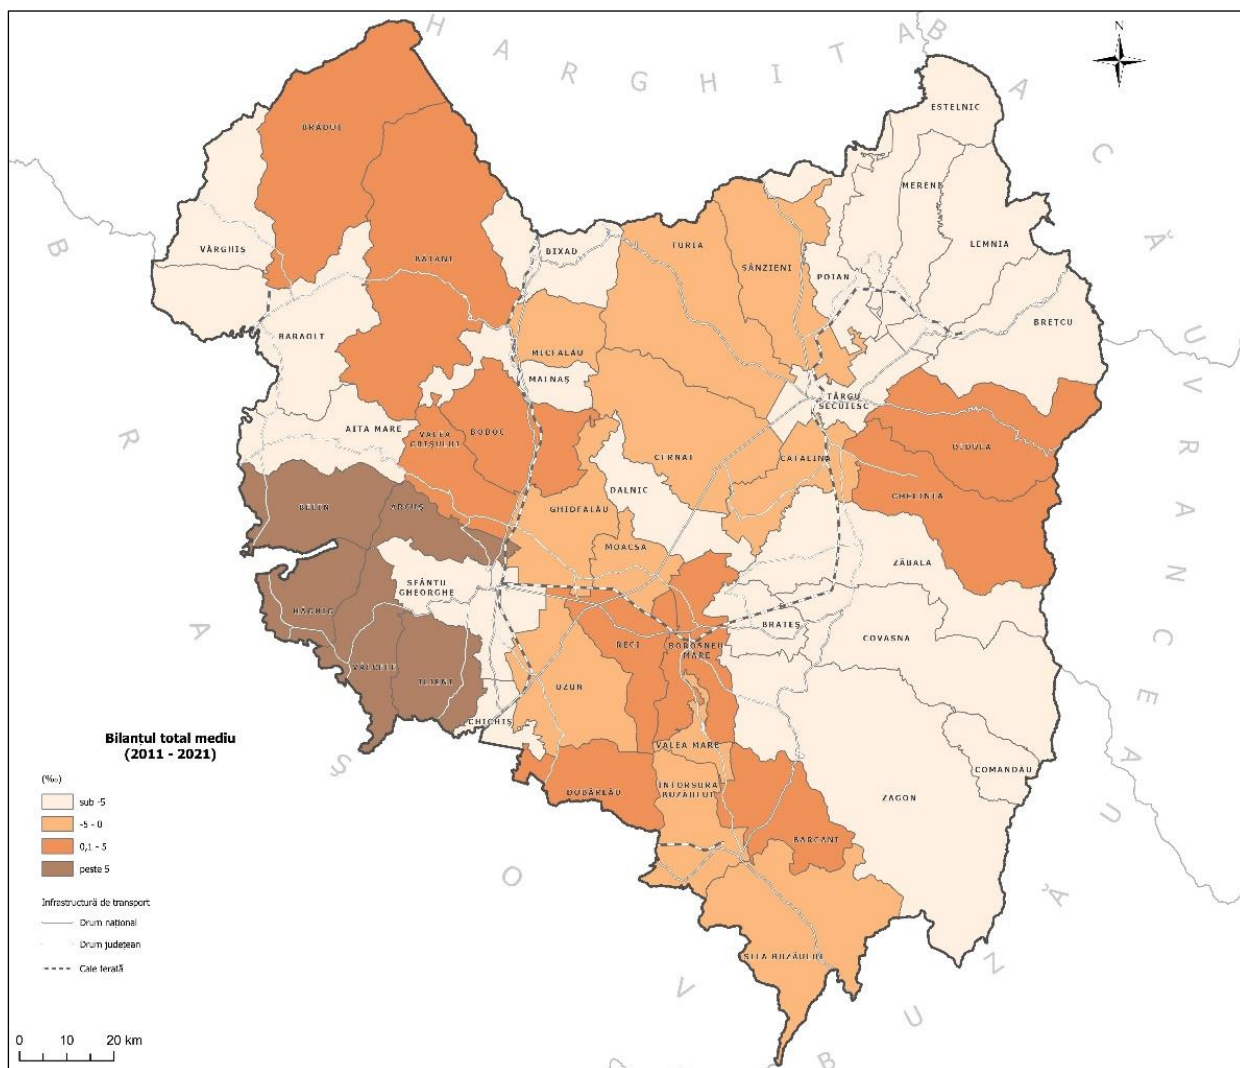 N
HARGHITA
BACĂU
VRANCEA
BUZĂU
BRAȘOV
ESTELNIC
BRĂDUȚ
MERENI
LEMNIA
VÂRGHIȘ
BIXAD
TURIA
SÂNZIENI
BĂȚANI
POIAN
BRETCU
BARAOLT
MICFALĂU
MALNAȘ
TÂRGU
SECUIESC
AITA MARE
VALEA
CRIȘULUI
BODOC
CERNAT
CATALINA
OJDULA
GHELINȚA
DALNIC
BELIN
ARCUȘ
GHIDFALĂU
MOACȘA
ZĂBALA
SFÂNTU
GHEORGHE
HĂGHIG
BRATEȘ
COVASNA
RECI
BOROȘNEU
MARE
VÂLCELE
ILIENI
UZUN
CHICHIȘ
VALEA MARE
COMANDĂU
DOBÂRLĂU
ÎNTORSURA
BUZĂULUI
ZAGON
BARCANI
SITA BUZĂULUI
Bilanțul total mediu
(2011 - 2021)
(‰)
sub -5
-5 - 0
0,1 - 5
peste 5
Infrastructură de transport
Drum național
Drum județean
Cale ferată
0 10 20 km